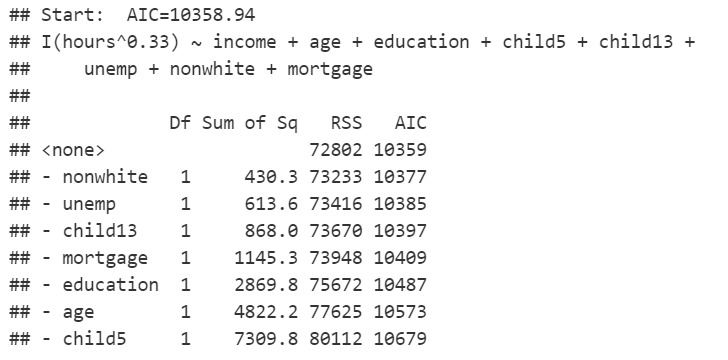 ## Start:  AIC=10358.94
## I(hours^0.33) ~ income + age + education + child5 + child13 +
##     unemp + nonwhite + mortgage
##
##             Df Sum of Sq   RSS   AIC
## <none>                   72802 10359
## - nonwhite   1     430.3 73233 10377
## - unemp      1     613.6 73416 10385
## - child13    1     868.0 73670 10397
## - mortgage   1    1145.3 73948 10409
## - education  1    2869.8 75672 10487
## - age        1    4822.2 77625 10573
## - child5     1    7309.8 80112 10679